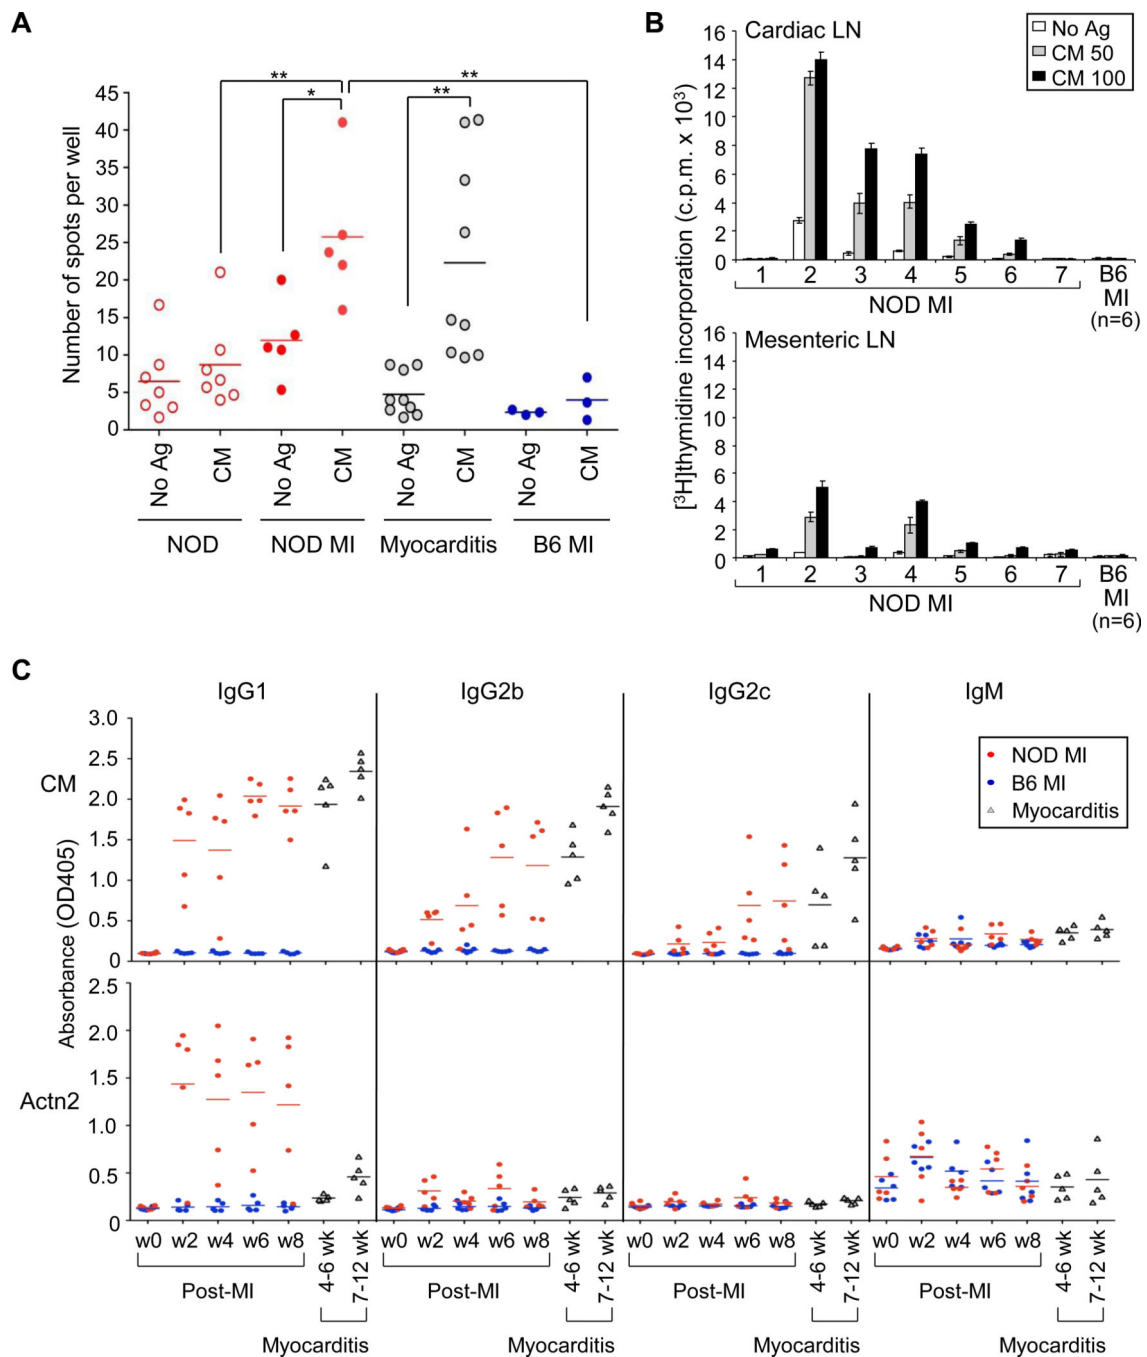 A
** **
* **
Number of spots per well
45
40
35
30
25
20
15
10
5
0
No Ag CM No Ag CM No Ag CM No Ag CM
NOD NOD MI Myocarditis B6 MI
B
Cardiac LN
No Ag
CM 50
CM 100
[³H]thymidine incorporation (c.p.m. x 10³)
16
14
12
10
8
6
4
2
0
1 2 3 4 5 6 7 B6
NOD MI MI
(n=6)
Mesenteric LN
16
14
12
10
8
6
4
2
0
1 2 3 4 5 6 7 B6
NOD MI MI
(n=6)
C
IgG1 IgG2b IgG2c IgM
NOD MI
B6 MI
Myocarditis
Absorbance (OD405)
CM
3.0
2.5
2.0
1.5
1.0
0.5
0
Actn2
2.5
2.0
1.5
1.0
0.5
0
w0 w2 w4 w6 w8 4-6 wk 7-12 wk w0 w2 w4 w6 w8 4-6 wk 7-12 wk w0 w2 w4 w6 w8 4-6 wk 7-12 wk w0 w2 w4 w6 w8 4-6 wk 7-12 wk
Post-MI Post-MI Post-MI Post-MI
Myocarditis Myocarditis Myocarditis Myocarditis